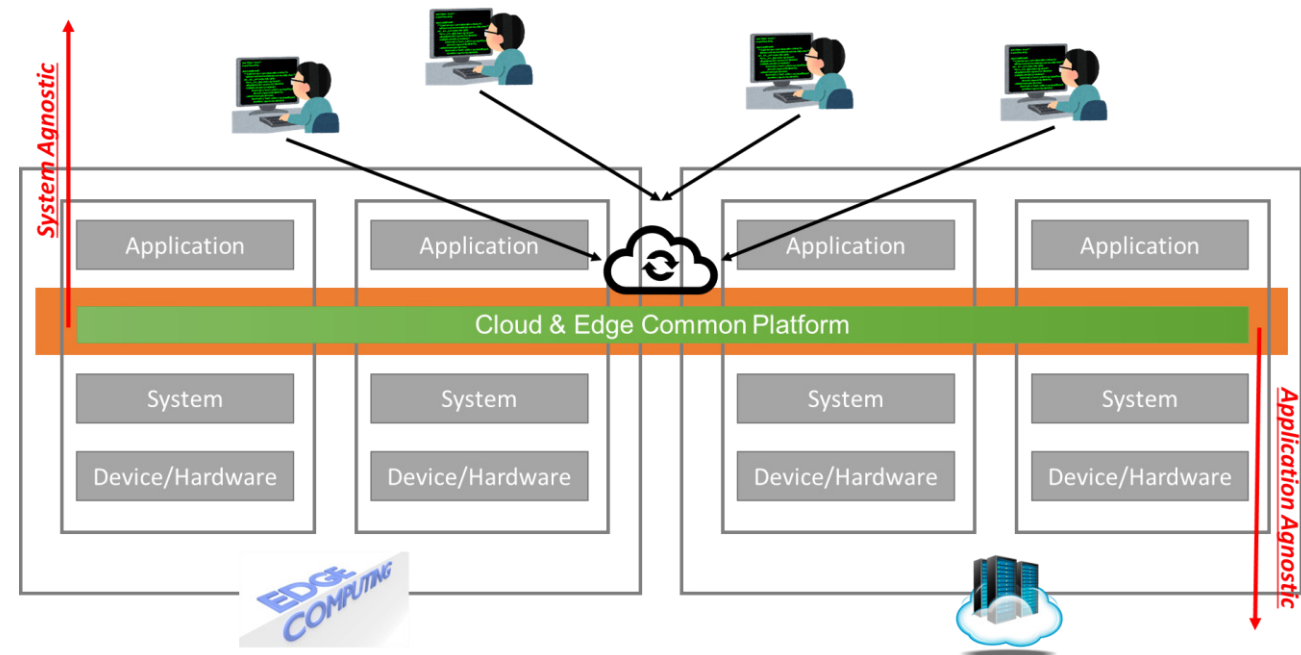 System Agnostic
Application
Application
Application
Application
Cloud & Edge Common Platform
System
System
System
System
Device/Hardware
Device/Hardware
Device/Hardware
Device/Hardware
Application Agnostic
EDGE
COMPUTING